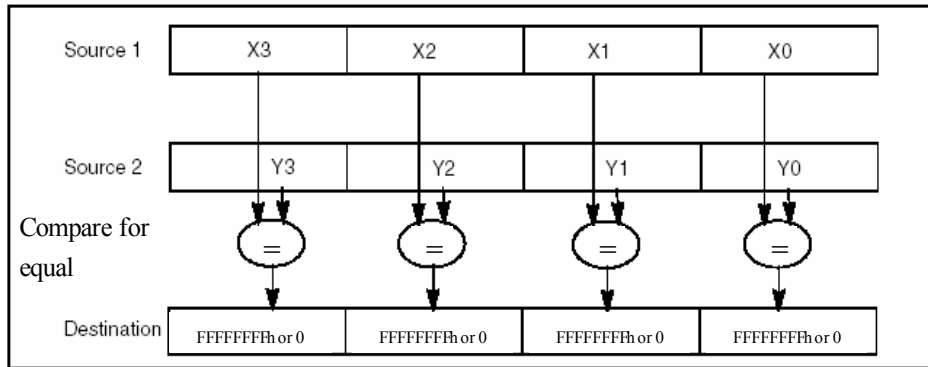 Source 1 X3 X2 X1 X0
Source 2 Y3 Y2 Y1 Y0
Compare for
equal
= = = =
Destination FFFFFFFFh or 0 FFFFFFFFh or 0 FFFFFFFFh or 0 FFFFFFFFh or 0